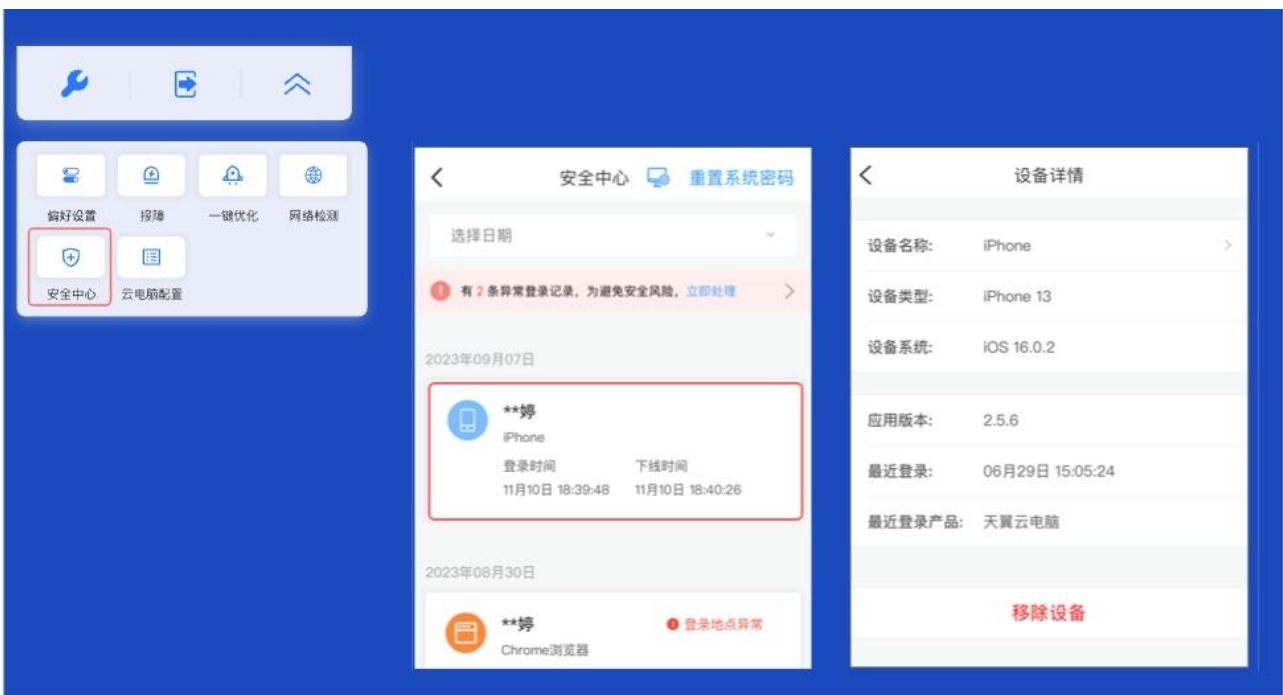 偏好设置 报障 一键优化 网络检测
安全中心 云电脑配置
安全中心 重置系统密码
选择日期
有 2 条异常登录记录，为避免安全风险，立即处理
2023年09月07日
**婷
iPhone
登录时间 下线时间
11月10日 18:39:48 11月10日 18:40:26
2023年08月30日
**婷 登录地点异常
Chrome浏览器
设备详情
设备名称: iPhone
设备类型: iPhone 13
设备系统: iOS 16.0.2
应用版本: 2.5.6
最近登录: 06月29日 15:05:24
最近登录产品: 天翼云电脑
移除设备